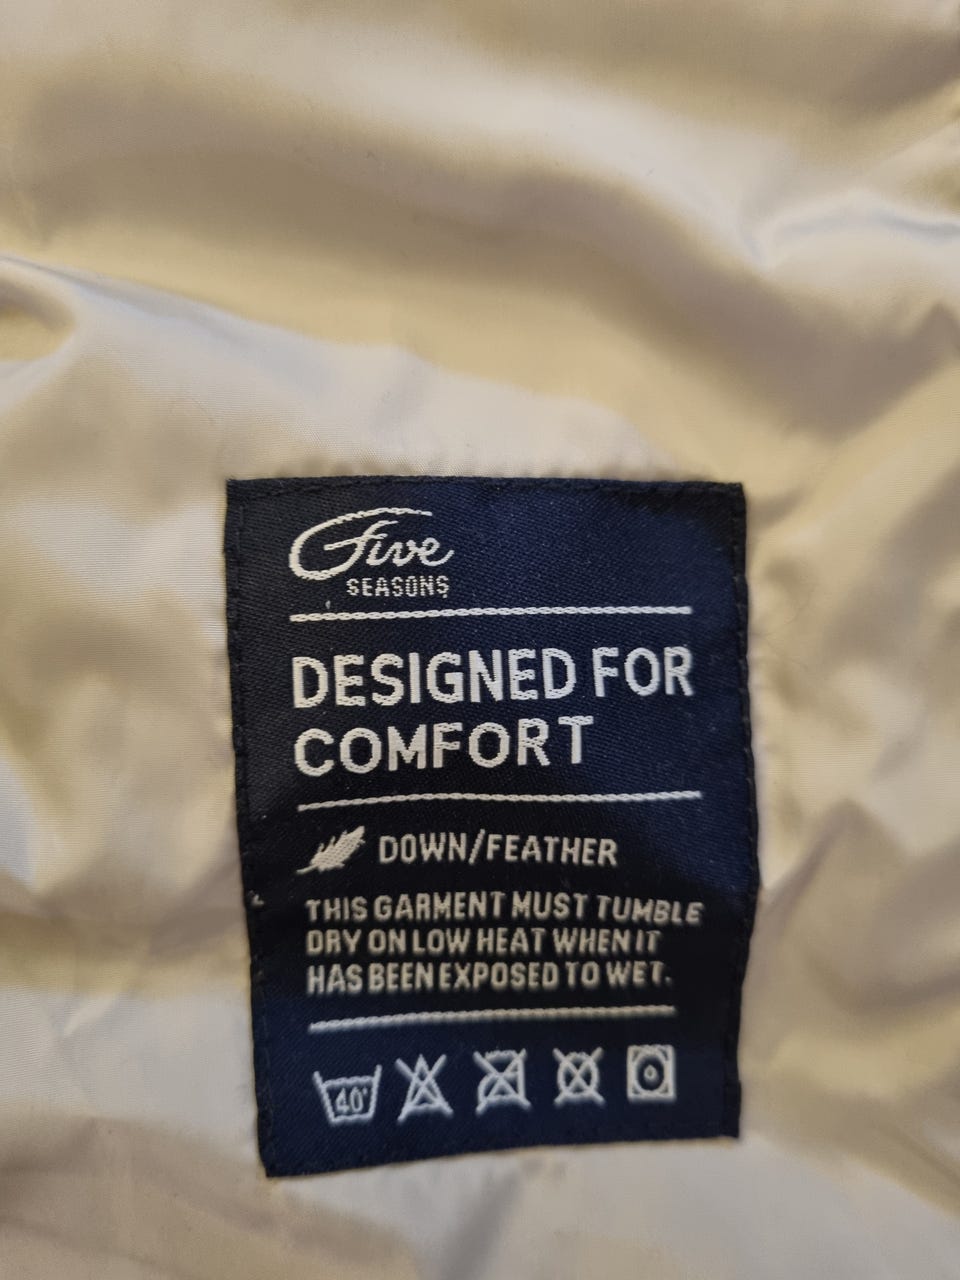 Five
SEASONS
DESIGNED FOR
COMFORT
DOWN/FEATHER
THIS GARMENT MUST TUMBLE
DRY ON LOW HEAT WHEN IT
HAS BEEN EXPOSED TO WET.
40°